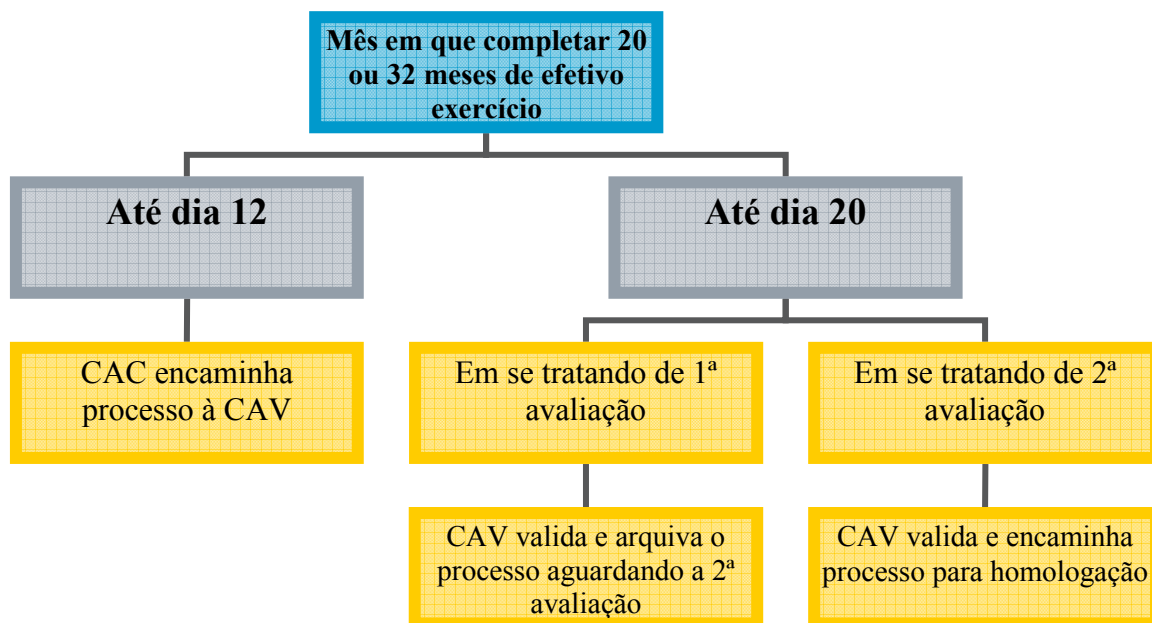 Mês em que completar 20
ou 32 meses de efetivo
exercício
Até dia 12
Até dia 20
CAC encaminha
processo à CAV
Em se tratando de 1ª
avaliação
Em se tratando de 2ª
avaliação
CAV valida e arquiva o
processo aguardando a 2ª
avaliação
CAV valida e encaminha
processo para homologação